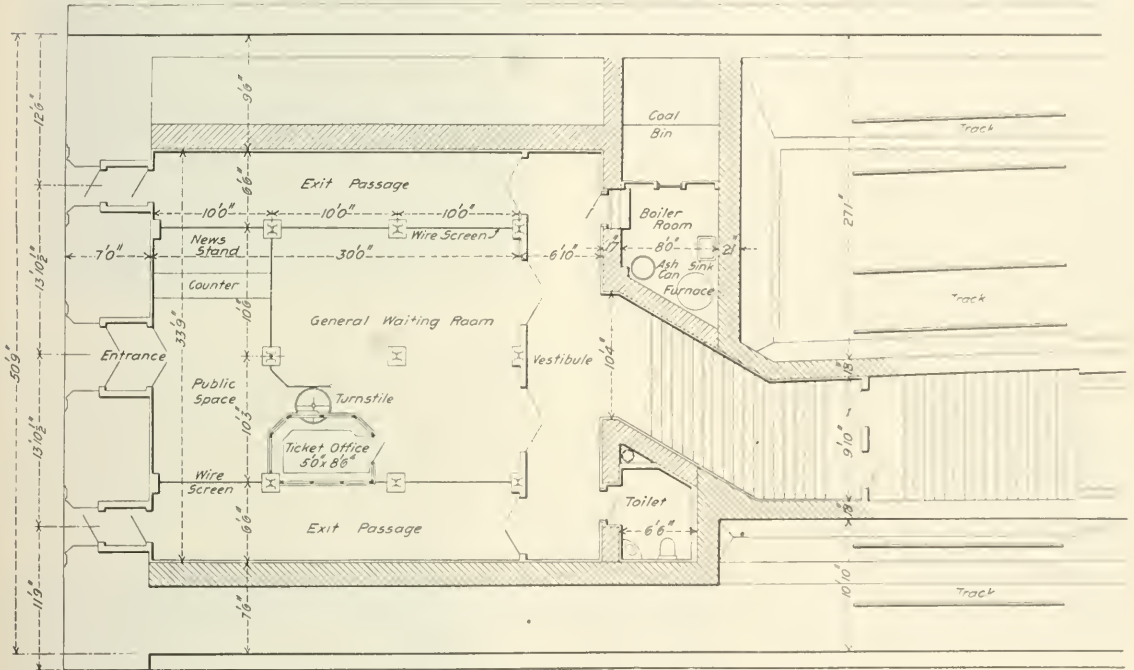 12'6"
9'6"
Coal
Bin
Track
Exit Passage
6'6"
10'0"
10'0"
10'0"
Boiler
Room
27'1"
News
Stand
Wire Screen
7'0"
30'0"
6'10"
17"
8'0"
21"
Ash
Can
Sink
Furnace
13'10½"
Counter
10'6"
33'9"
General Waiting Room
Track
50'9"
Entrance
Vestibule
10'4"
18"
Public
Space
Turnstile
10'3"
9'10"
13'10½"
Ticket Office
5'0" x 8'6"
Wire
Screen
Toilet
18"
6'6"
Exit Passage
6'6"
11'9"
7'6"
10'10"
Track